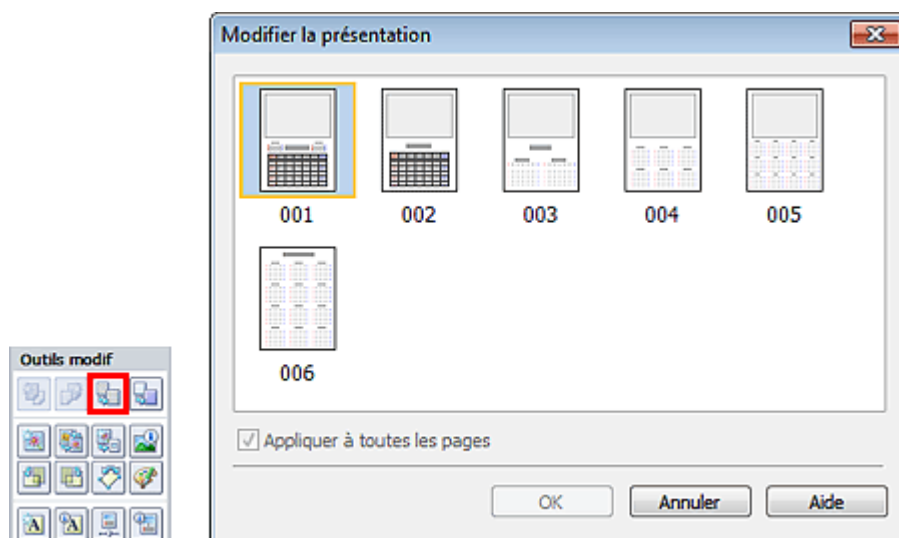 Modifier la présentation
001 002 003 004 005
006
Appliquer à toutes les pages
OK Annuler Aide
Outils modif